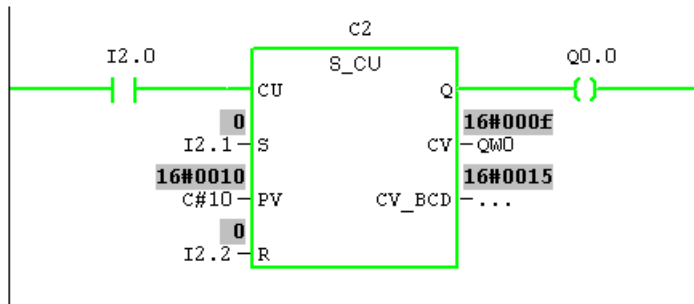 C2
I2.0 S_CU Q0.0
CU Q
0 16#000f
I2.1 S CV QW0
16#0010 16#0015
C#10 PV CV_BCD ...
0
I2.2 R